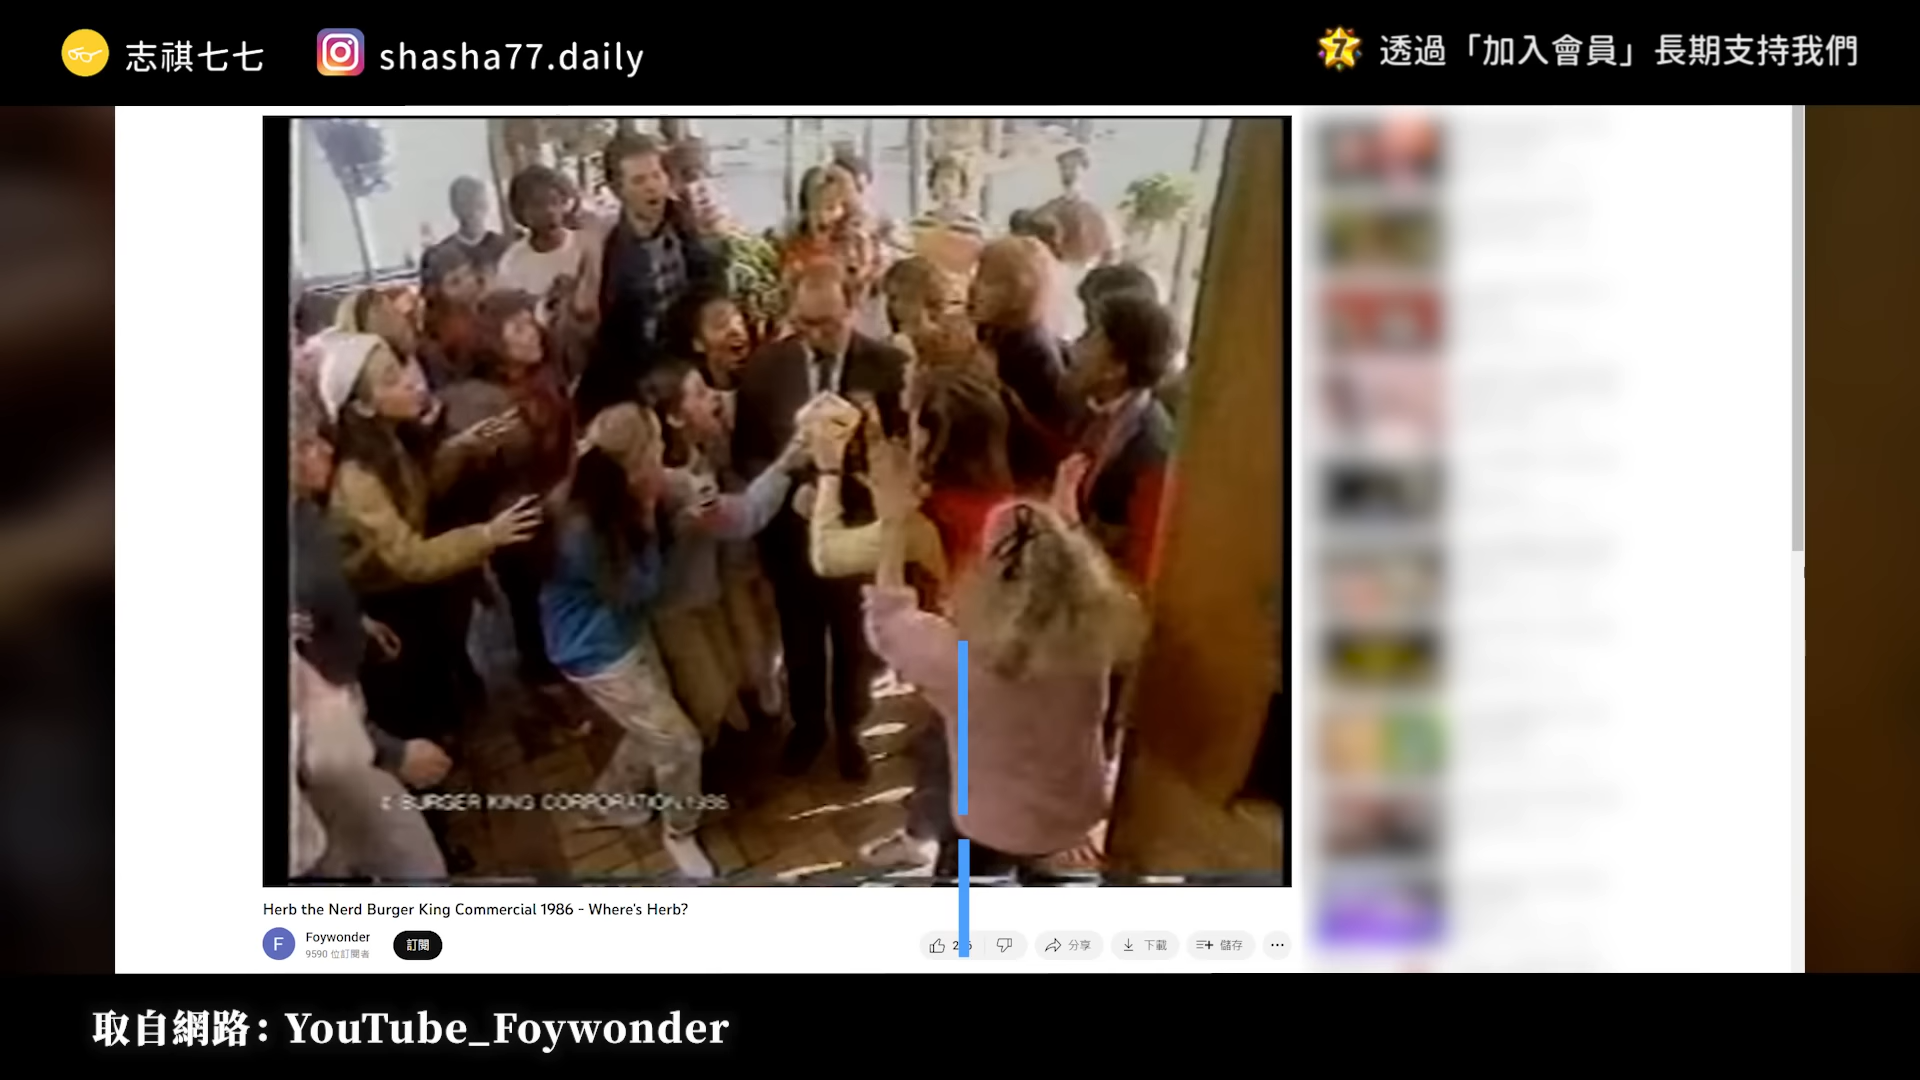 志祺七七
shasha77.daily
透過「加入會員」長期支持我們
BURGER KING CORPORATION 1986
Herb the Nerd Burger King Commercial 1986 - Where's Herb?
F
Foywonder
9590 位訂閱者
訂閱
分享
下載
儲存
取自網路：YouTube_Foywonder